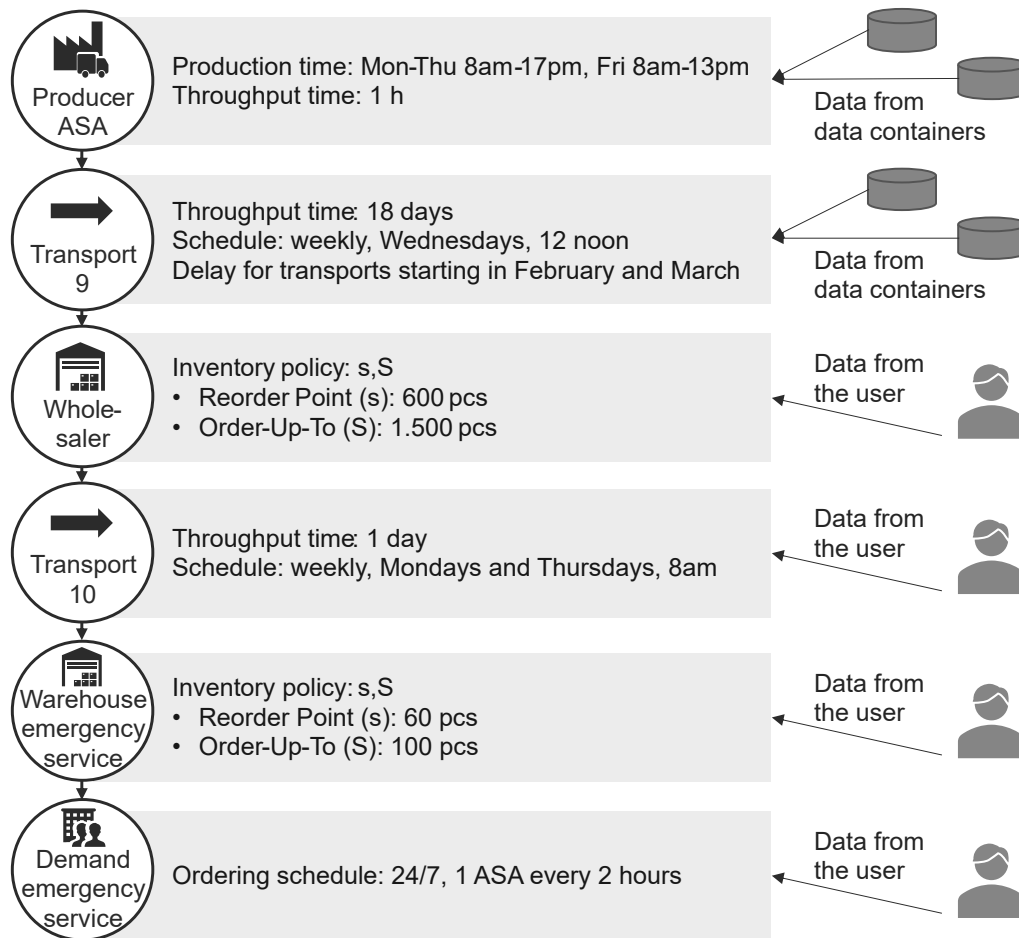 Producer
ASA
Production time: Mon-Thu 8am-17pm, Fri 8am-13pm
Throughput time: 1 h
Data from
data containers
Transport
9
Throughput time: 18 days
Schedule: weekly, Wednesdays, 12 noon
Delay for transports starting in February and March
Data from
data containers
Whole-
saler
Inventory policy: s,S
• Reorder Point (s): 600 pcs
• Order-Up-To (S): 1.500 pcs
Data from
the user
Transport
10
Throughput time: 1 day
Schedule: weekly, Mondays and Thursdays, 8am
Data from
the user
Warehouse
emergency
service
Inventory policy: s,S
• Reorder Point (s): 60 pcs
• Order-Up-To (S): 100 pcs
Data from
the user
Demand
emergency
service
Ordering schedule: 24/7, 1 ASA every 2 hours
Data from
the user